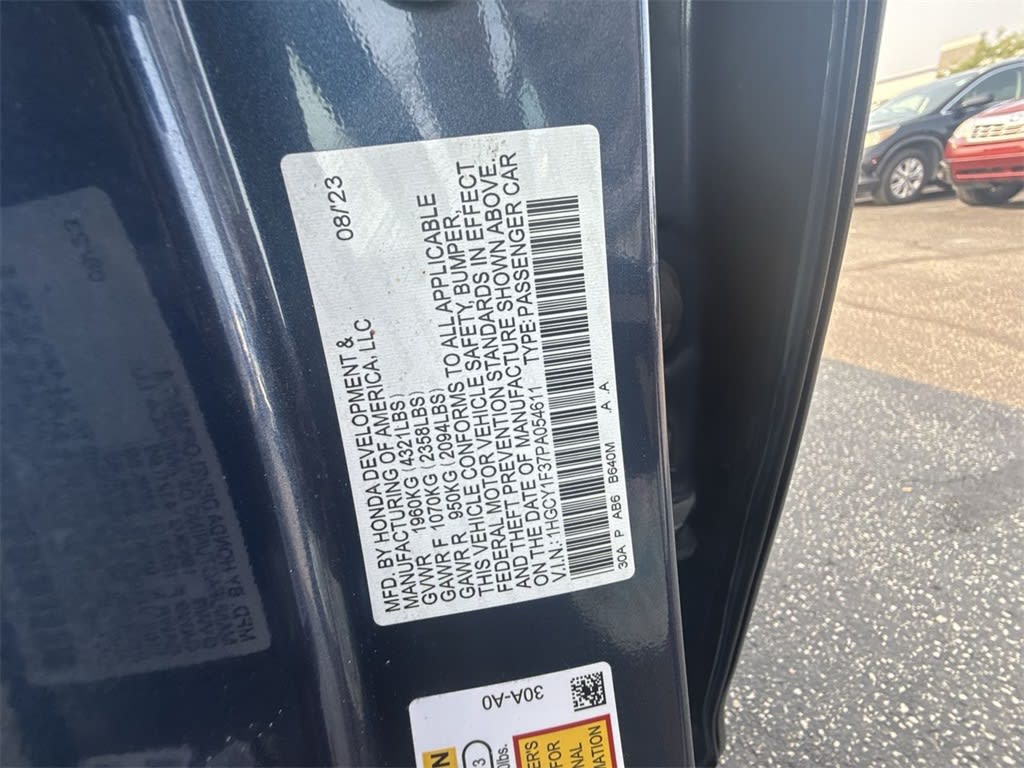 MFD. BY HONDA DEVELOPMENT &
MANUFACTURING OF AMERICA, LLC 08/23
GVWR 1960KG (4321LBS)
GAWR F 1070KG (2358LBS)
GAWR R 950KG (2094LBS)
THIS VEHICLE CONFORMS TO ALL APPLICABLE
FEDERAL MOTOR VEHICLE SAFETY, BUMPER,
AND THEFT PREVENTION STANDARDS IN EFFECT
ON THE DATE OF MANUFACTURE SHOWN ABOVE.
V.I.N.: 1HGCY1F37PA054611 TYPE: PASSENGER CAR
30A P AB6 B640M A A
30A-A0